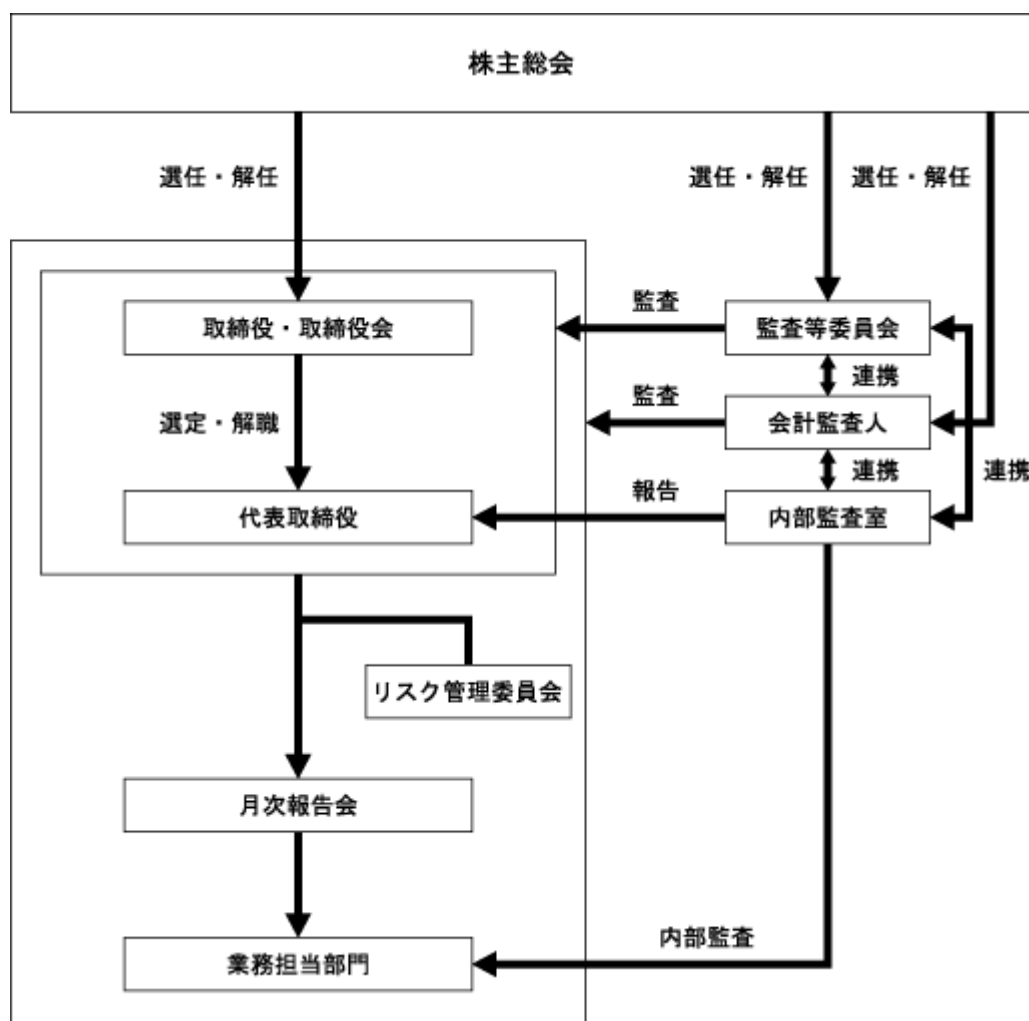 株主総会
選任・解任
選任・解任
選任・解任
取締役・取締役会
監査
監査等委員会
連携
監査
会計監査人
選定・解職
連携
連携
報告
代表取締役
内部監査室
リスク管理委員会
月次報告会
内部監査
業務担当部門